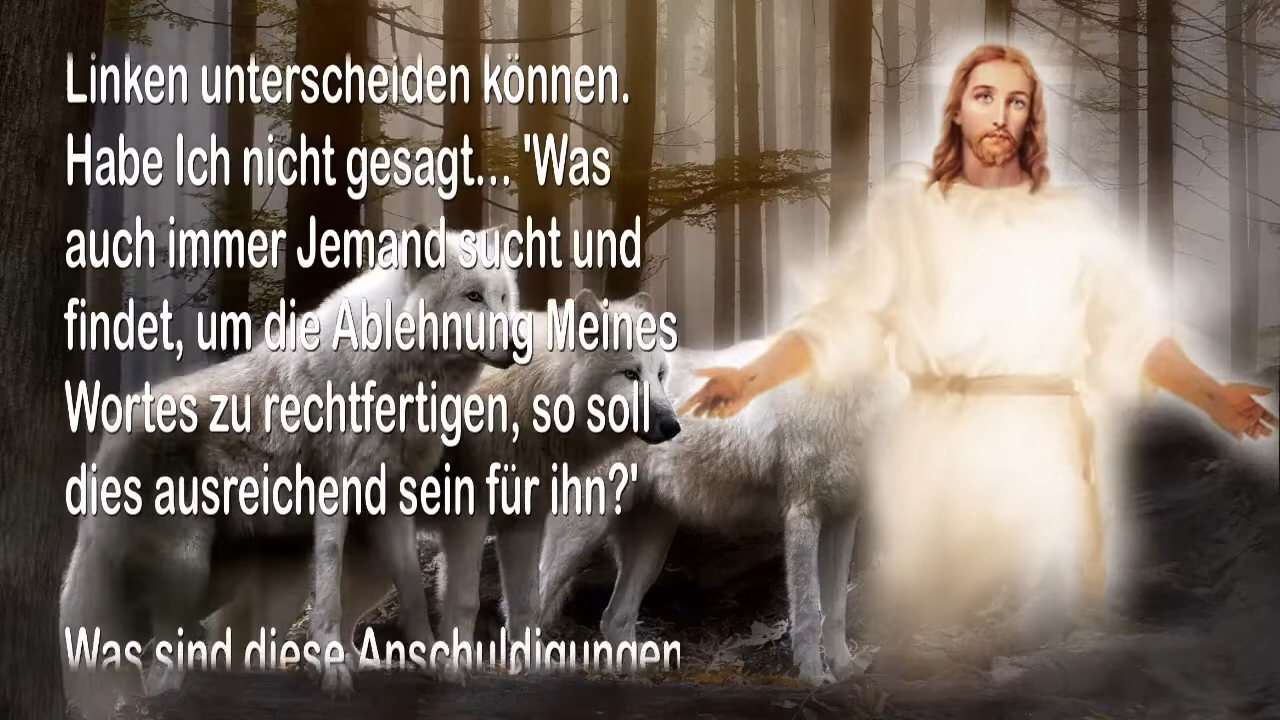 Linken unterscheiden können.
Habe Ich nicht gesagt... 'Was
auch immer Jemand sucht und
findet, um die Ablehnung Meines
Wortes zu rechtfertigen, so soll
dies ausreichend sein für ihn?'
Was sind diese Anschuldigungen